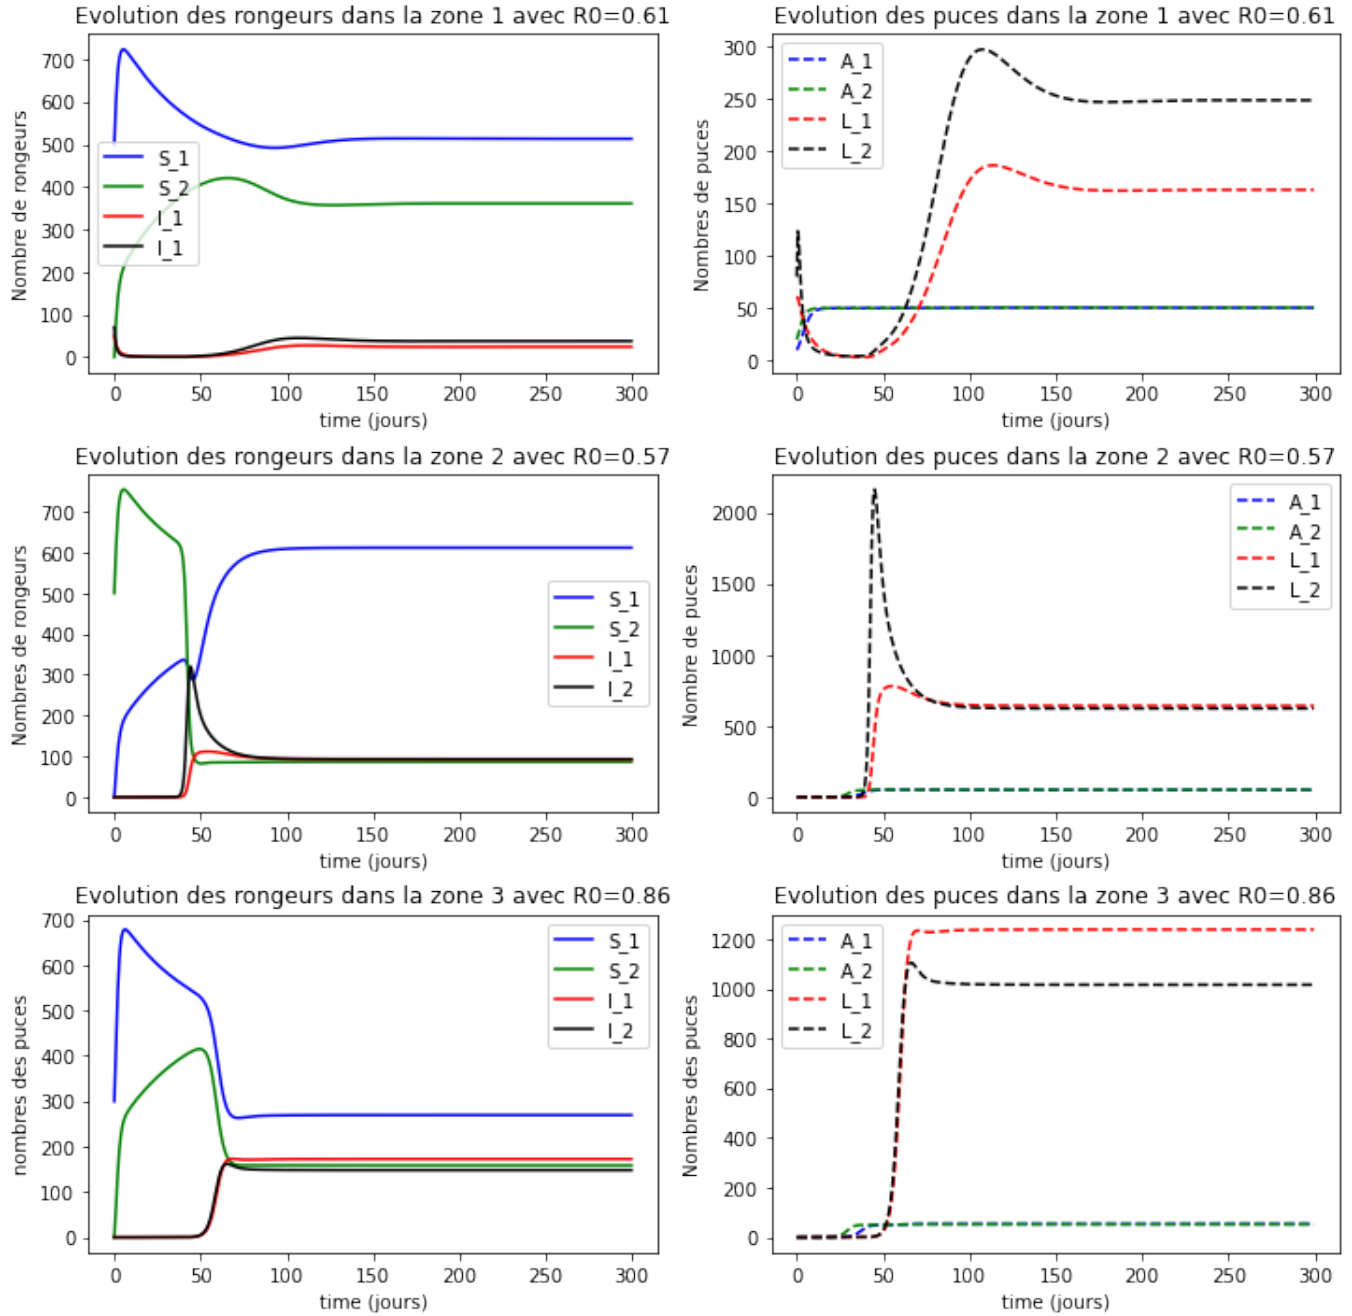 Evolution des rongeurs dans la zone 1 avec R0=0.61
Nombre de rongeurs
700
600
500
400
300
200
100
0
S_1
S_2
I_1
I_1
0 50 100 150 200 250 300
time (jours)
Evolution des puces dans la zone 1 avec R0=0.61
Nombres de puces
300
250
200
150
100
50
0
A_1
A_2
L_1
L_2
0 50 100 150 200 250 300
time (jours)
Evolution des rongeurs dans la zone 2 avec R0=0.57
Nombres de rongeurs
700
600
500
400
300
200
100
0
S_1
S_2
I_1
I_2
0 50 100 150 200 250 300
time (jours)
Evolution des puces dans la zone 2 avec R0=0.57
Nombre de puces
2000
1500
1000
500
0
A_1
A_2
L_1
L_2
0 50 100 150 200 250 300
time (jours)
Evolution des rongeurs dans la zone 3 avec R0=0.86
nombres des puces
700
600
500
400
300
200
100
0
S_1
S_2
I_1
I_2
0 50 100 150 200 250 300
time (jours)
Evolution des puces dans la zone 3 avec R0=0.86
Nombres des puces
1200
1000
800
600
400
200
0
A_1
A_2
L_1
L_2
0 50 100 150 200 250 300
time (jours)